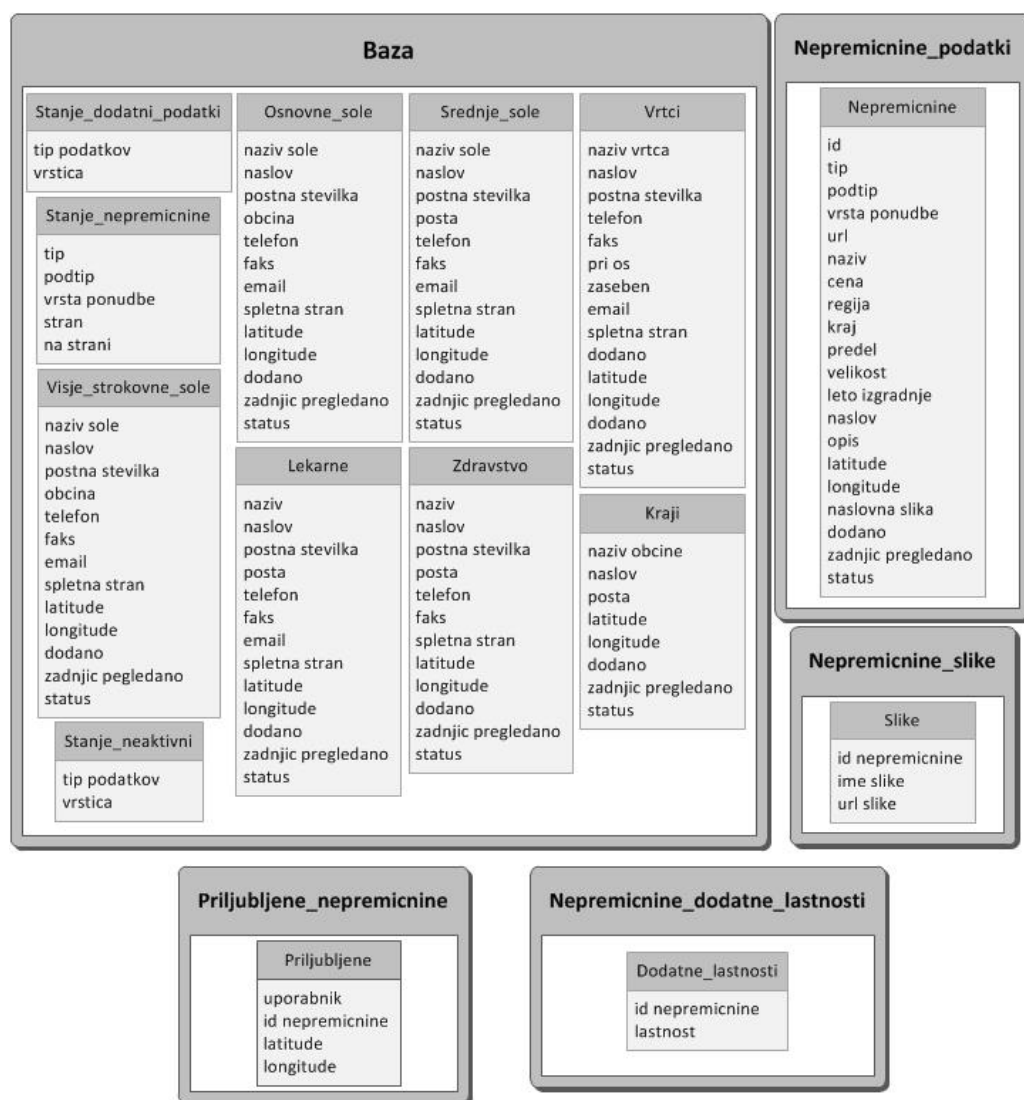 Baza
Stanje_dodatni_podatki
tip podatkov
vrstica
Stanje_nepremicnine
tip
podtip
vrsta ponudbe
stran
na strani
Visje_strokovne_sole
naziv sole
naslov
postna stevilka
obcina
telefon
faks
email
spletna stran
latitude
longitude
dodano
zadnjic pegledano
status
Stanje_neaktivni
tip podatkov
vrstica
Osnovne_sole
naziv sole
naslov
postna stevilka
obcina
telefon
faks
email
spletna stran
latitude
longitude
dodano
zadnjic pregledano
status
Lekarne
naziv
naslov
postna stevilka
posta
telefon
faks
email
spletna stran
latitude
longitude
dodano
zadnjic pregledano
status
Srednje_sole
naziv sole
naslov
postna stevilka
posta
telefon
faks
email
spletna stran
latitude
longitude
dodano
zadnjic pregledano
status
Zdravstvo
naziv
naslov
postna stevilka
posta
telefon
faks
spletna stran
latitude
longitude
dodano
zadnjic pregledano
status
Vrtci
naziv vrtca
naslov
postna stevilka
telefon
faks
pri os
zaseben
email
spletna stran
dodano
latitude
longitude
dodano
zadnjic pregledano
status
Kraji
naziv obcine
naslov
posta
latitude
longitude
dodano
zadnjic pregledano
status
Nepremicnine_podatki
Nepremicnine
id
tip
podtip
vrsta ponudbe
url
naziv
cena
regija
kraj
predel
velikost
leto izgradnje
naslov
opis
latitude
longitude
naslovna slika
dodano
zadnjic pregledano
status
Nepremicnine_slike
Slike
id nepremicnine
ime slike
url slike
Priljubljene_nepremicnine
Priljubljene
uporabnik
id nepremicnine
latitude
longitude
Nepremicnine_dodatne_lastnosti
Dodatne_lastnosti
id nepremicnine
lastnost